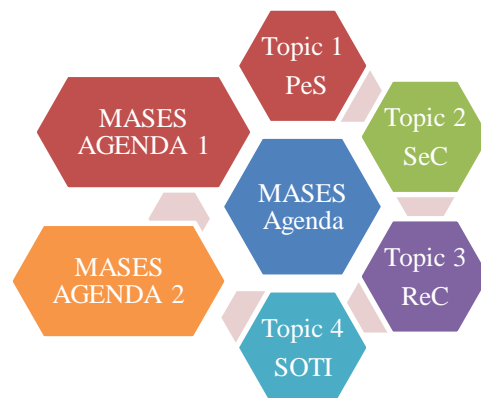 Topic 1
PeS
MASES
AGENDA 1
Topic 2
SeC
MASES
Agenda
MASES
AGENDA 2
Topic 3
ReC
Topic 4
SOTI